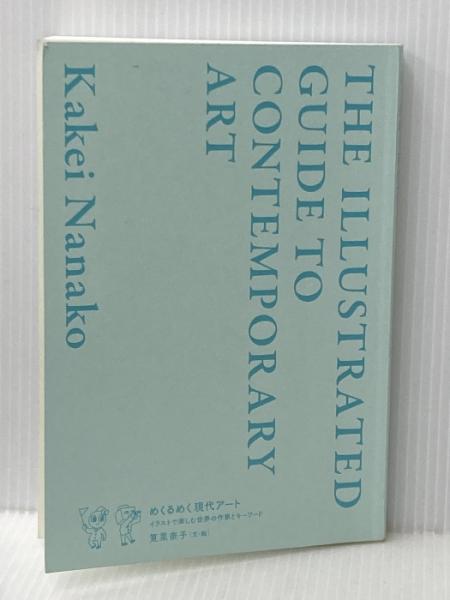 THE ILLUSTRATED
GUIDE TO
CONTEMPORARY
ART
Kakei Nanako
めくるめく現代アート
イラストで楽しむ世界の作家とキーワード
筧菜奈子〔文・絵〕